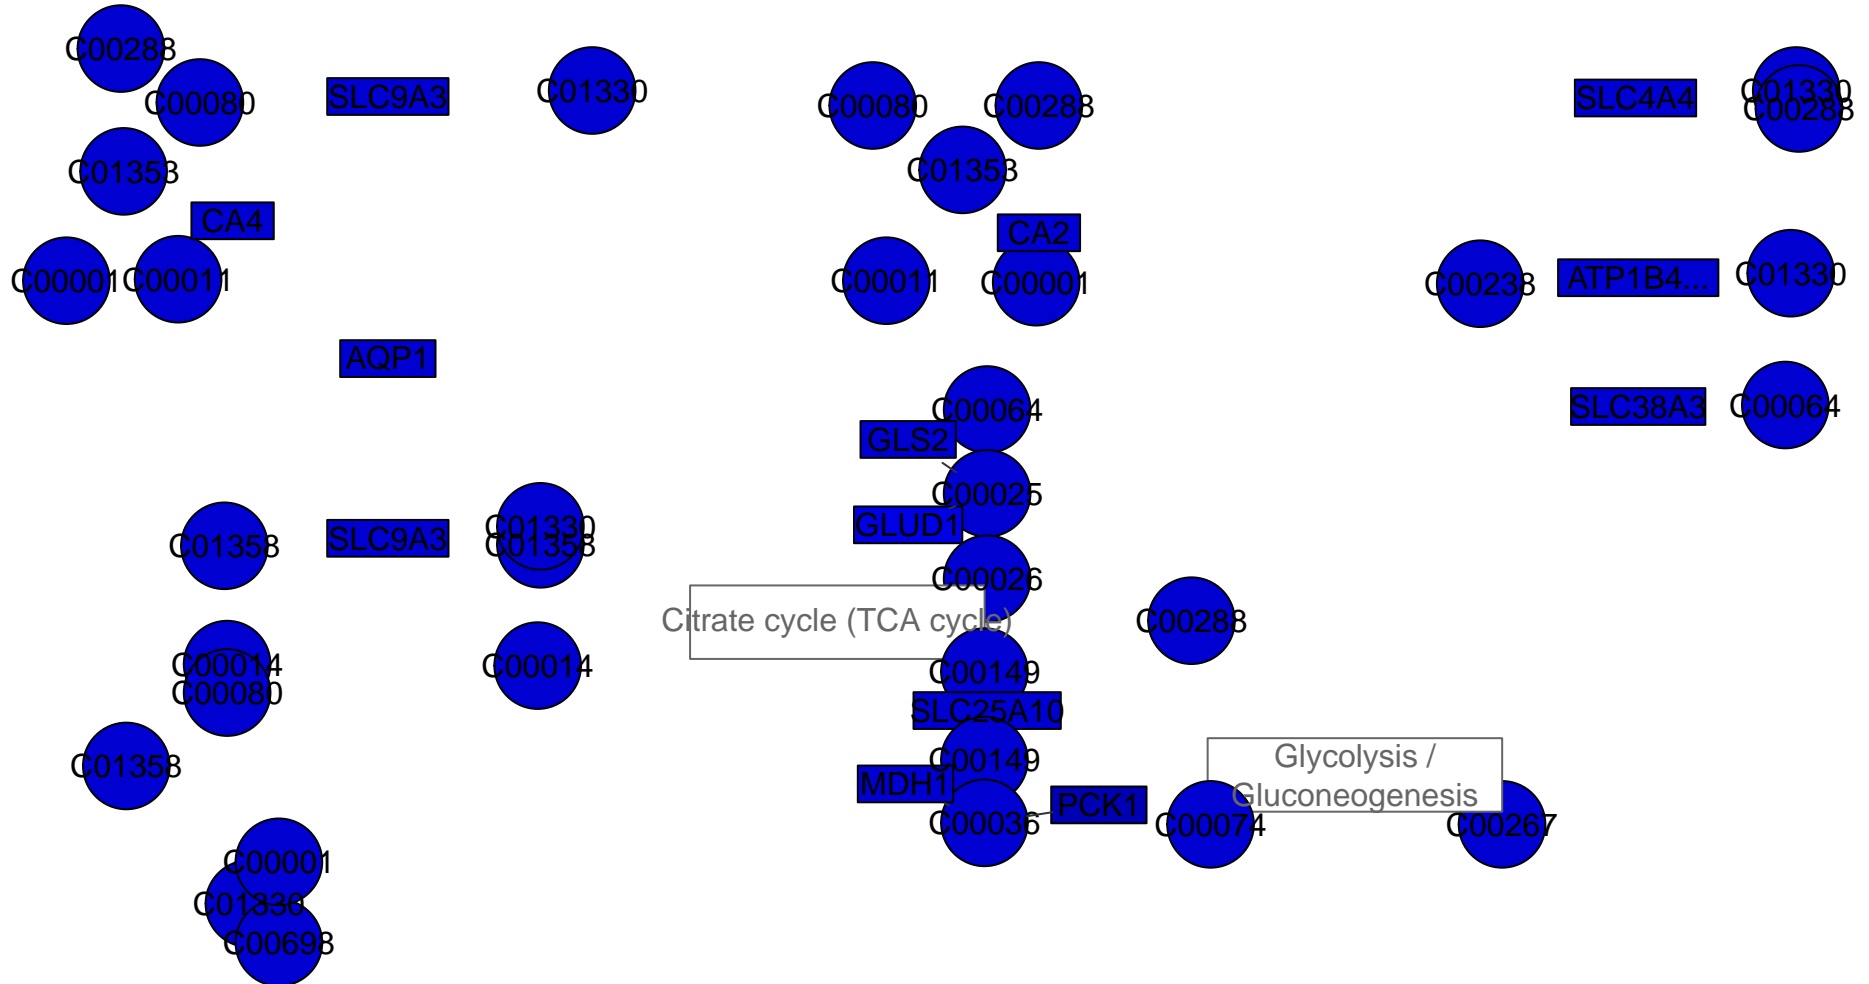 C00288
C00080
SLC9A3
C01330
C00080
C00288
SLC4A4
C01330
C00288
C01353
C01353
CA4
CA2
C00001
C00011
C00011
C00001
C00238
ATP1B4...
C01330
AQP1
C00064
SLC38A3
C00064
GLS2
C00025
GLUD1
C01358
SLC9A3
C01330
C01358
C00026
Citrate cycle (TCA cycle)
C00288
C00014
C00080
C00014
C00149
SLC25A10
C01358
C00149
MDH1
C00036
PCK1
Glycolysis /
Gluconeogenesis
C00074
C00267
C00001
C01330
C00698